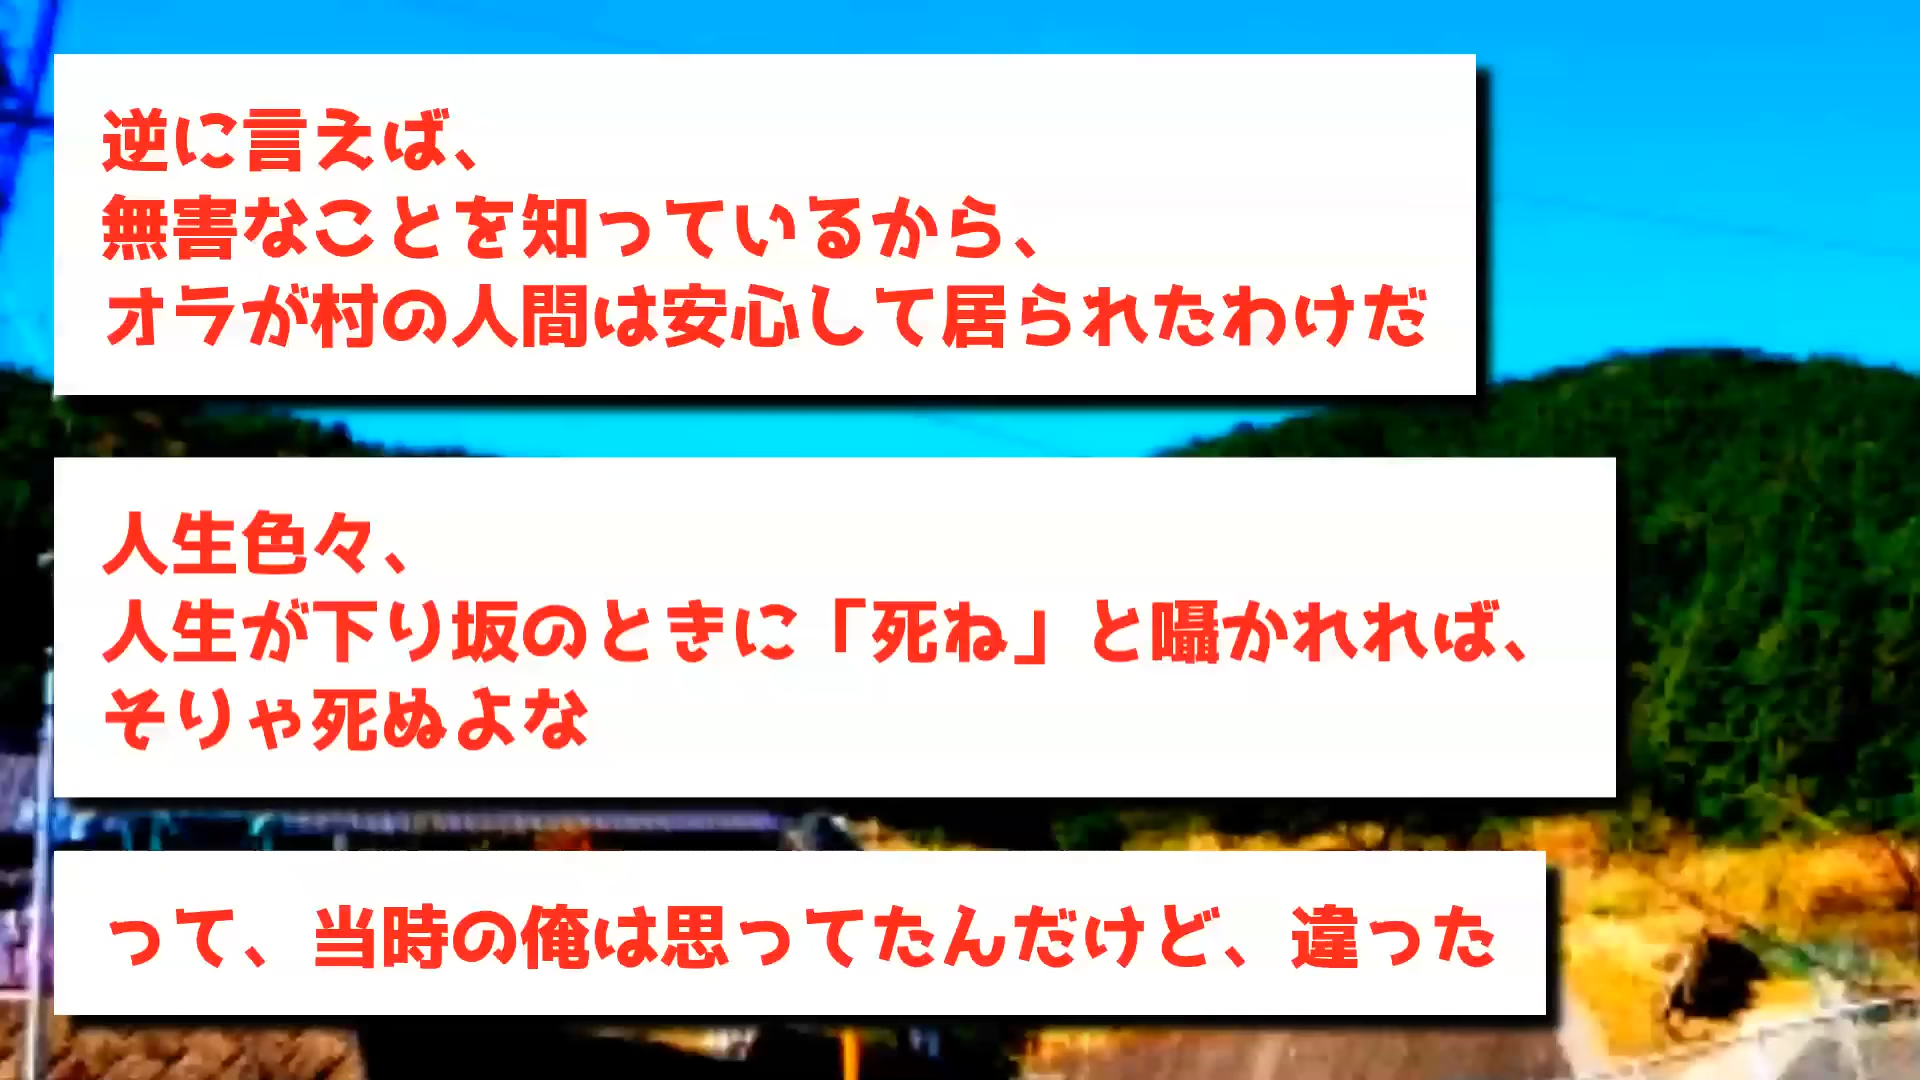 逆に言えば、
無害なことを知っているから、
オラが村の人間は安心して居られたわけだ
人生色々、
人生が下り坂のときに「死ね」と囁かれれば、
そりゃ死ぬよな
って、当時の俺は思ってたんだけど、違った